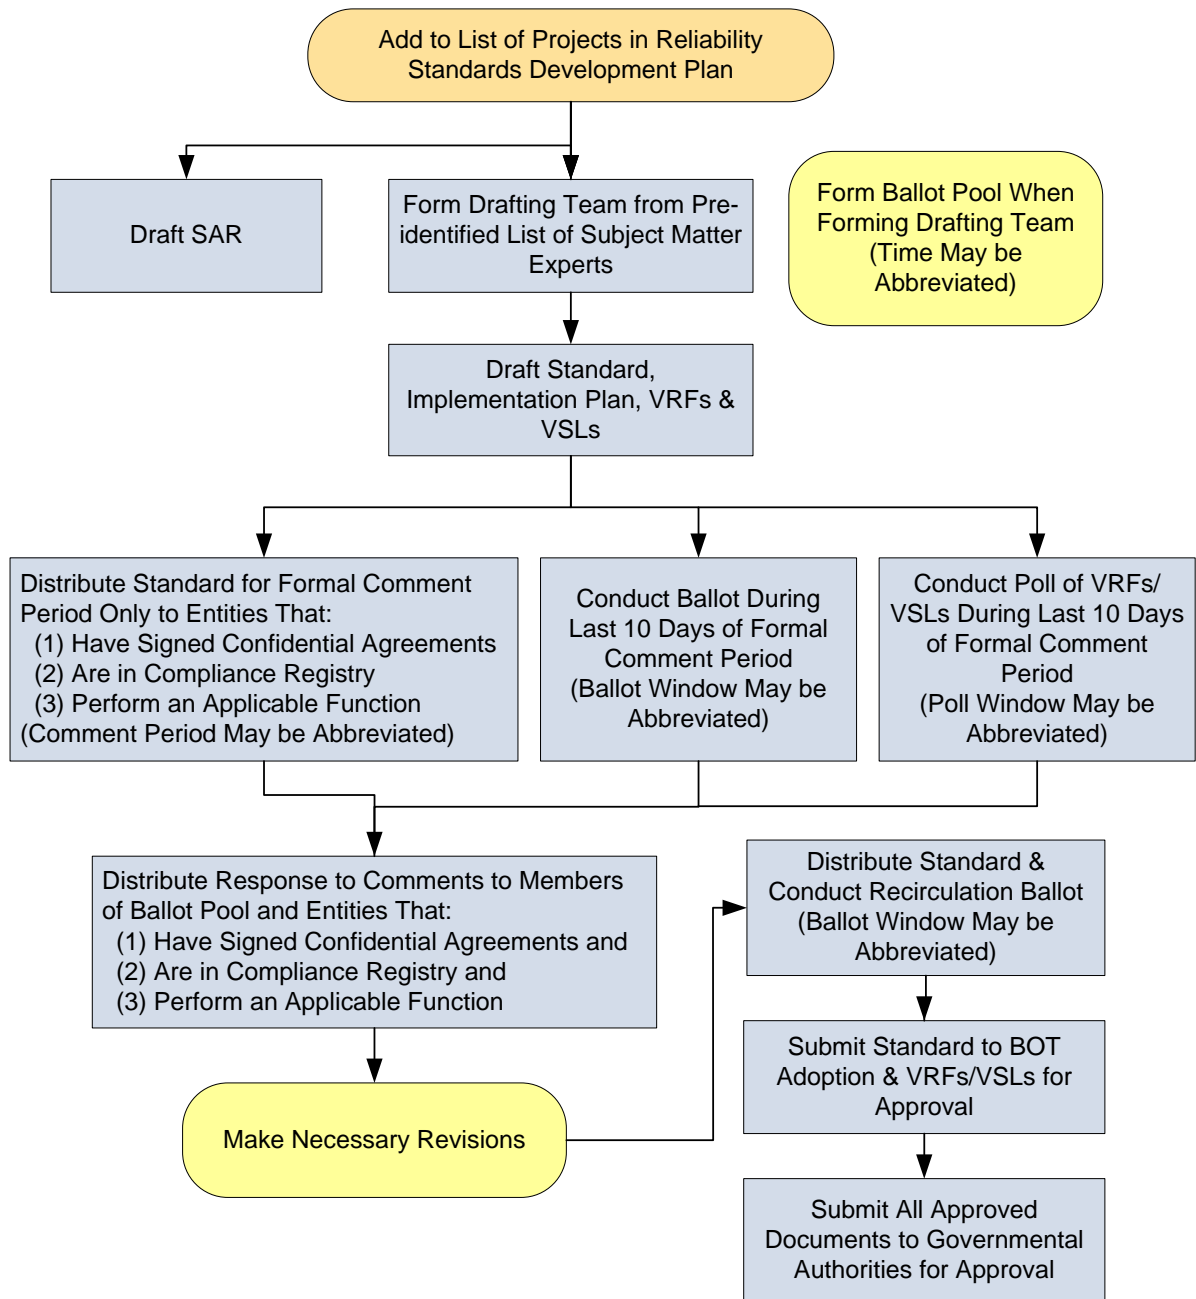 Add to List of Projects in Reliability
Standards Development Plan
Draft SAR
Form Drafting Team from Pre-
identified List of Subject Matter
Experts
Form Ballot Pool When
Forming Drafting Team
(Time May be
Abbreviated)
Draft Standard,
Implementation Plan, VRFs &
VSLs
Distribute Standard for Formal Comment
Period Only to Entities That:
(1) Have Signed Confidential Agreements
(2) Are in Compliance Registry
(3) Perform an Applicable Function
(Comment Period May be Abbreviated)
Conduct Ballot During
Last 10 Days of Formal
Comment Period
(Ballot Window May be
Abbreviated)
Conduct Poll of VRFs/
VSLs During Last 10 Days
of Formal Comment
Period
(Poll Window May be
Abbreviated)
Distribute Response to Comments to Members
of Ballot Pool and Entities That:
(1) Have Signed Confidential Agreements and
(2) Are in Compliance Registry and
(3) Perform an Applicable Function
Make Necessary Revisions
Distribute Standard &
Conduct Recirculation Ballot
(Ballot Window May be
Abbreviated)
Submit Standard to BOT
Adoption & VRFs/VSLs for
Approval
Submit All Approved
Documents to Governmental
Authorities for Approval